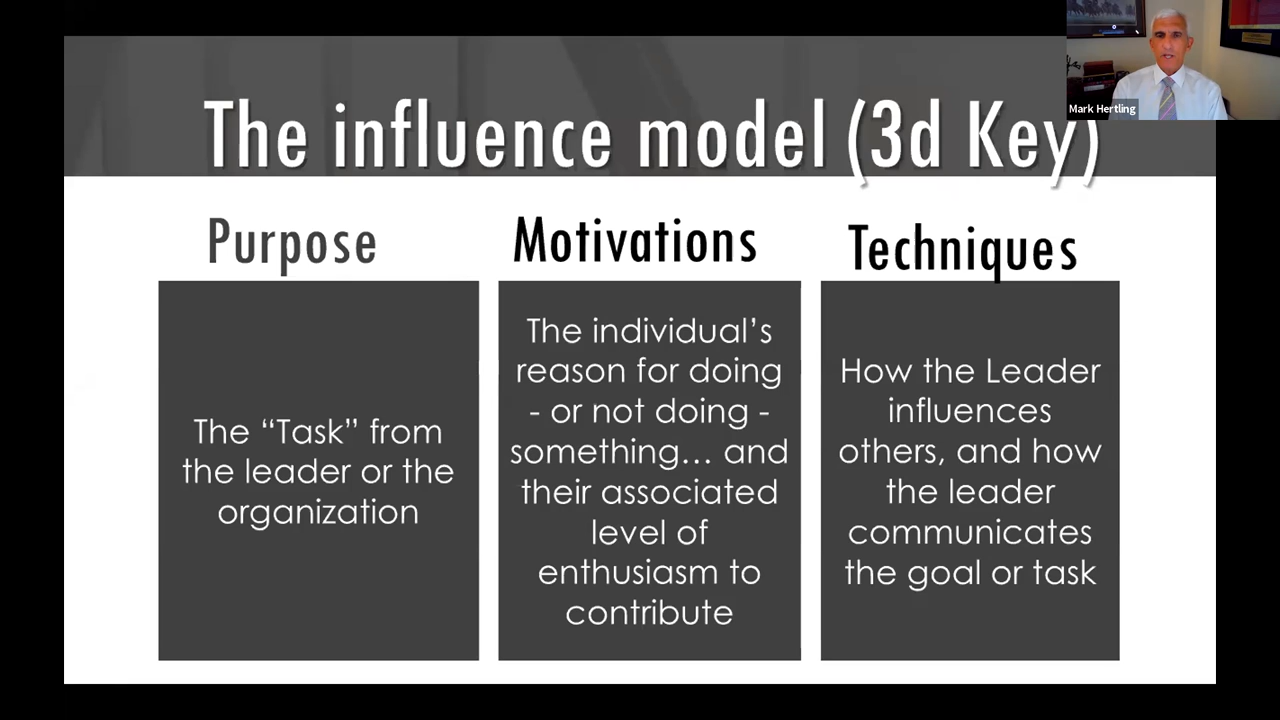 Mark Hertling
The influence model (3d Key)
Purpose
Motivations
Techniques
The “Task” from
the leader or the
organization
The individual’s
reason for doing
- or not doing -
something... and
their associated
level of
enthusiasm to
contribute
How the Leader
influences
others, and how
the leader
communicates
the goal or task